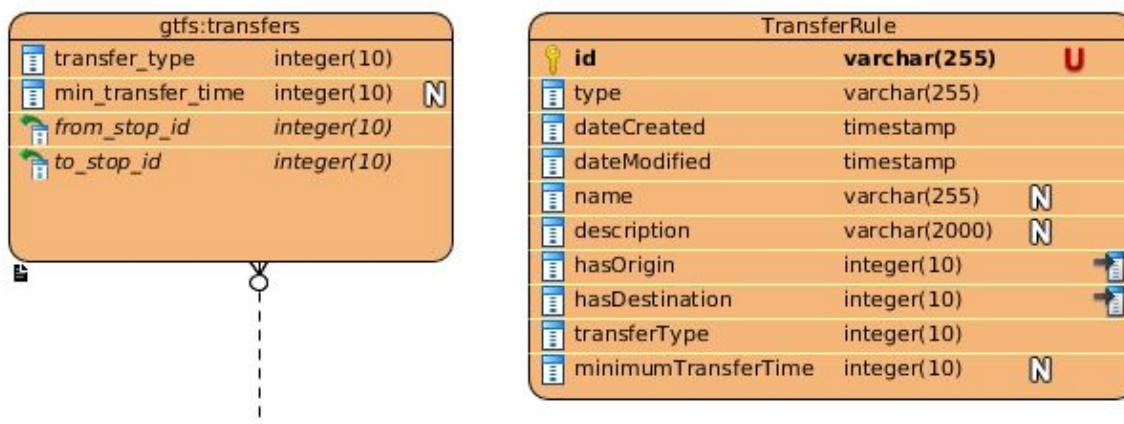 gtfs:transfers
transfer_type integer(10)
min_transfer_time integer(10) N
from_stop_id integer(10)
to_stop_id integer(10)
TransferRule
id varchar(255) U
type varchar(255)
dateCreated timestamp
dateModified timestamp
name varchar(255) N
description varchar(2000) N
hasOrigin integer(10)
hasDestination integer(10)
transferType integer(10)
minimumTransferTime integer(10) N